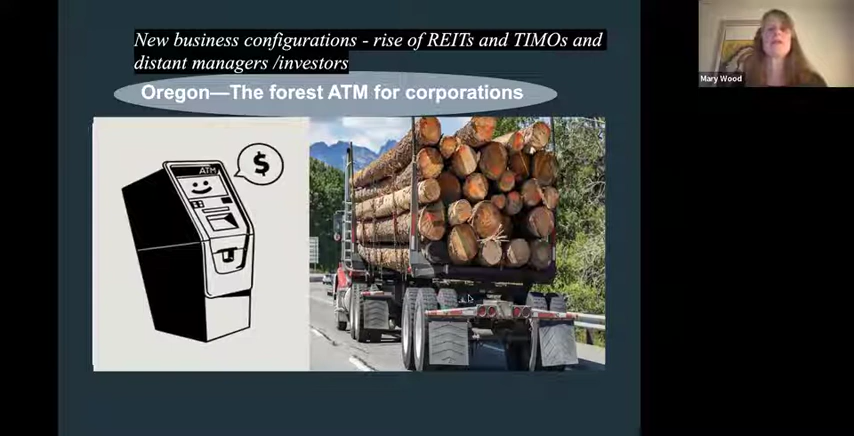 New business configurations - rise of REITs and TIMOs and
distant managers /investors
Oregon—The forest ATM for corporations
ATM
$
Mary Wood